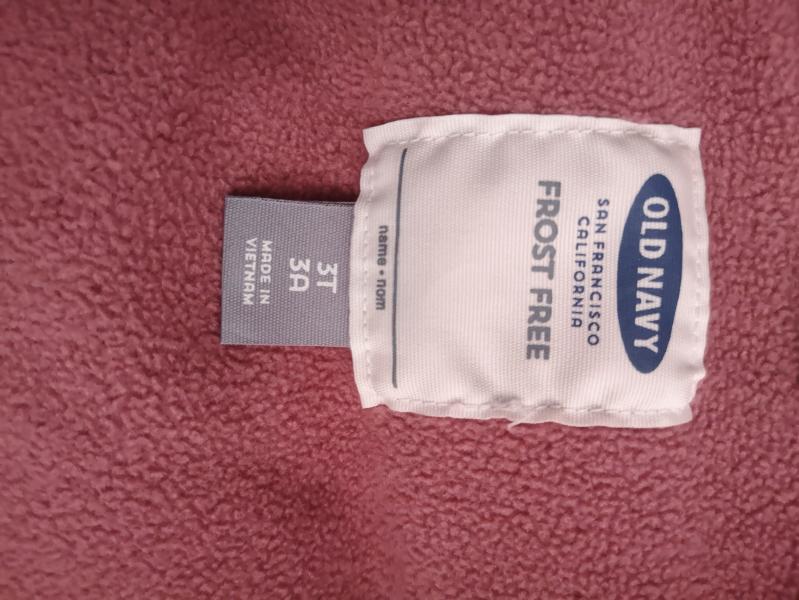 OLD NAVY
SAN FRANCISCO
CALIFORNIA
FROST FREE
name • nom
3T
3A
MADE IN
VIETNAM